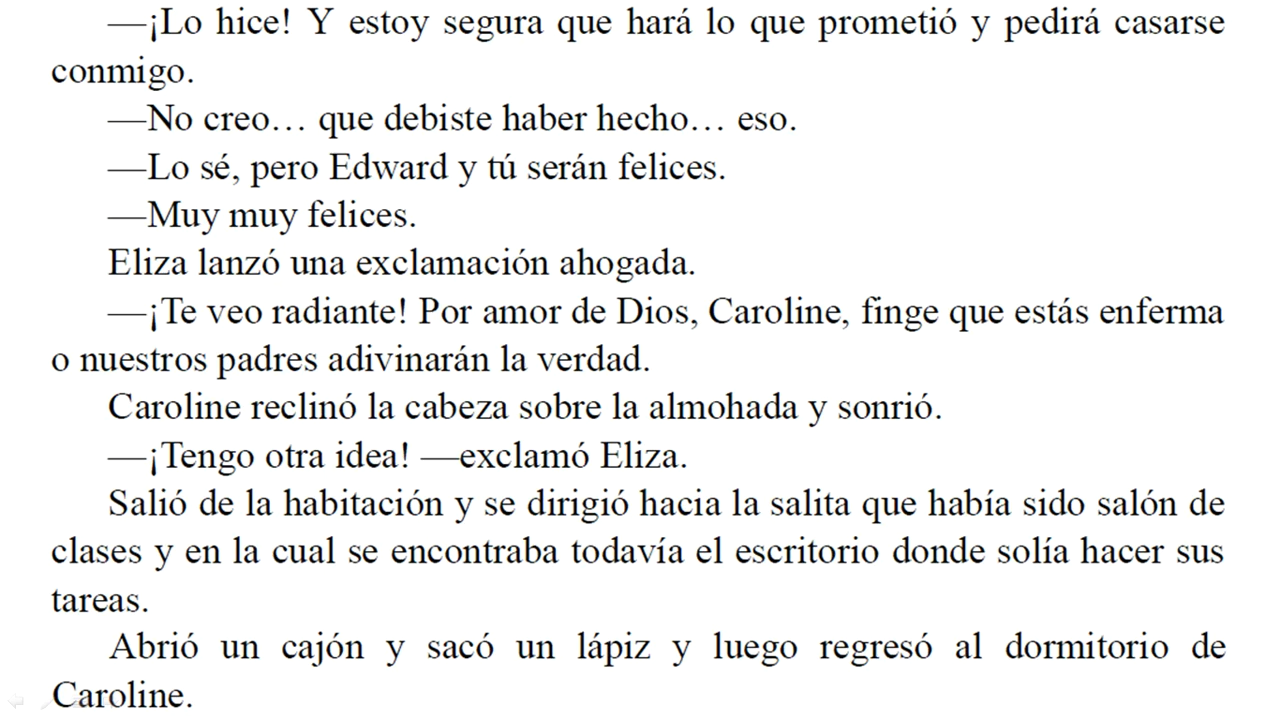 —¡Lo hice! Y estoy segura que hará lo que prometió y pedirá casarse
conmigo.
—No creo… que debiste haber hecho… eso.
—Lo sé, pero Edward y tú serán felices.
—Muy muy felices.
Eliza lanzó una exclamación ahogada.
—¡Te veo radiante! Por amor de Dios, Caroline, finge que estás enferma
o nuestros padres adivinarán la verdad.
Caroline reclinó la cabeza sobre la almohada y sonrió.
—¡Tengo otra idea! —exclamó Eliza.
Salió de la habitación y se dirigió hacia la salita que había sido salón de
clases y en la cual se encontraba todavía el escritorio donde solía hacer sus
tareas.
Abrió un cajón y sacó un lápiz y luego regresó al dormitorio de
Caroline.